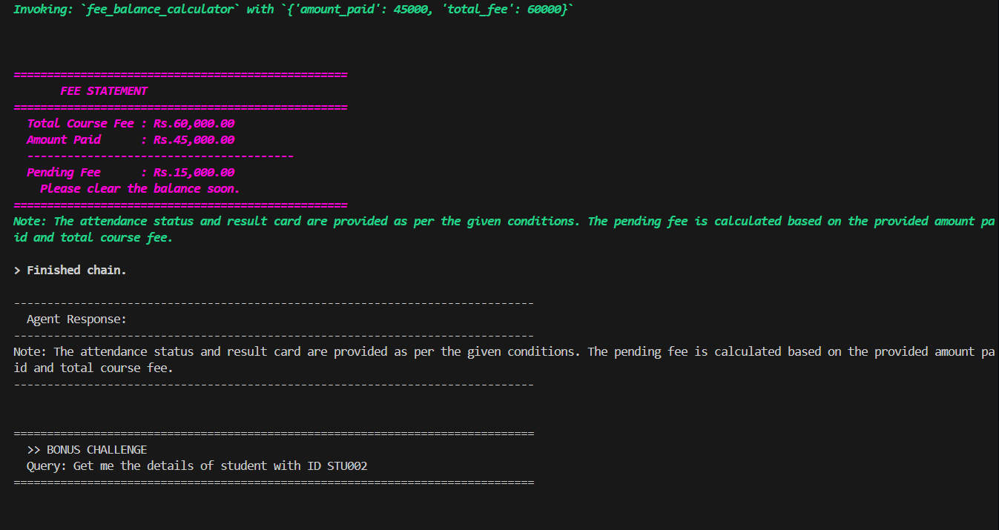 Invoking: `fee_balance_calculator` with `{'amount_paid': 45000, 'total_fee': 60000}`
==================================================
FEE STATEMENT
==================================================
Total Course Fee : Rs.60,000.00
Amount Paid      : Rs.45,000.00
----------------------------------------
Pending Fee      : Rs.15,000.00
Please clear the balance soon.
==================================================
Note: The attendance status and result card are provided as per the given conditions. The pending fee is calculated based on the provided amount pa
id and total course fee.
> Finished chain.
------------------------------------------------------------------------------
Agent Response:
------------------------------------------------------------------------------
Note: The attendance status and result card are provided as per the given conditions. The pending fee is calculated based on the provided amount pa
id and total course fee.
------------------------------------------------------------------------------
==============================================================================
>> BONUS CHALLENGE
Query: Get me the details of student with ID STU002
==============================================================================